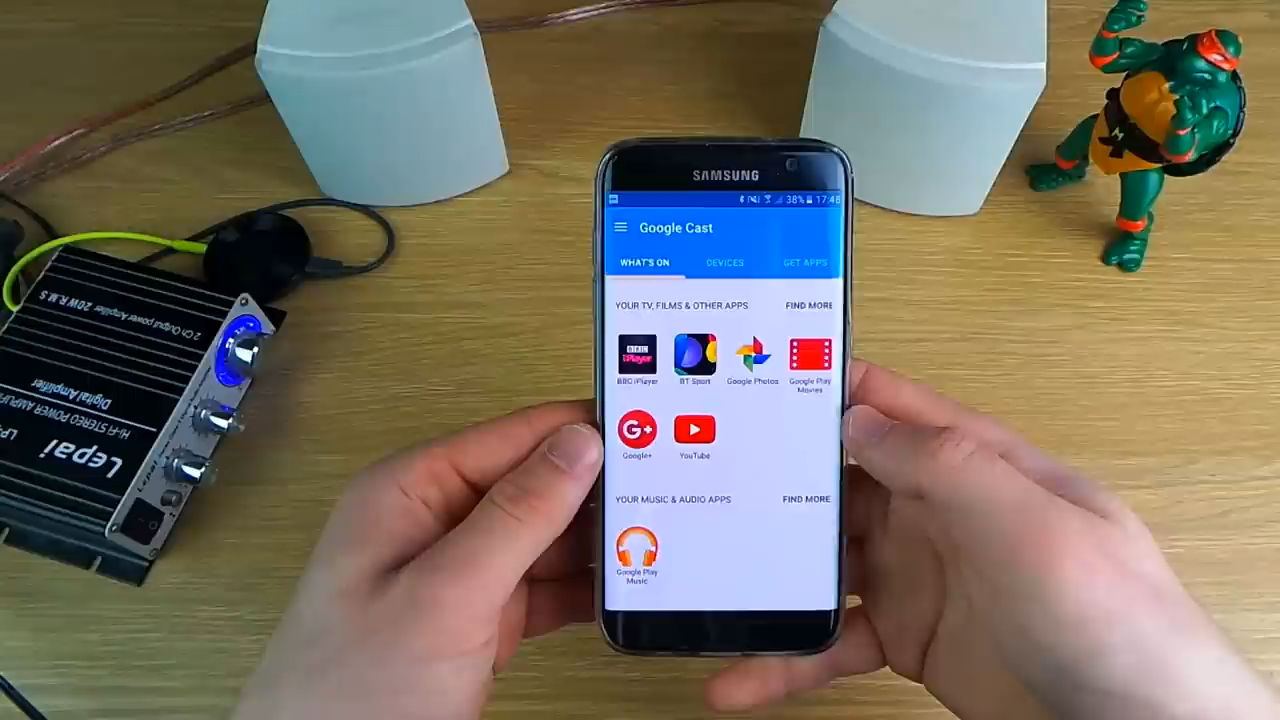 SAMSUNG
38% 17:48
Google Cast
WHAT'S ON DEVICES GET APPS
YOUR TV, FILMS & OTHER APPS FIND MORE
BBC
iPlayer
BBC iPlayer BT Sport Google Photos Google Play
Movies
G+
Google+ YouTube
YOUR MUSIC & AUDIO APPS FIND MORE
Google Play
Music
2 Ch Output power Amplifier 20W R.M.S
Digital Amplifier
HI-FI STEREO POWER AMPLIFI
Lepai
LP-
M